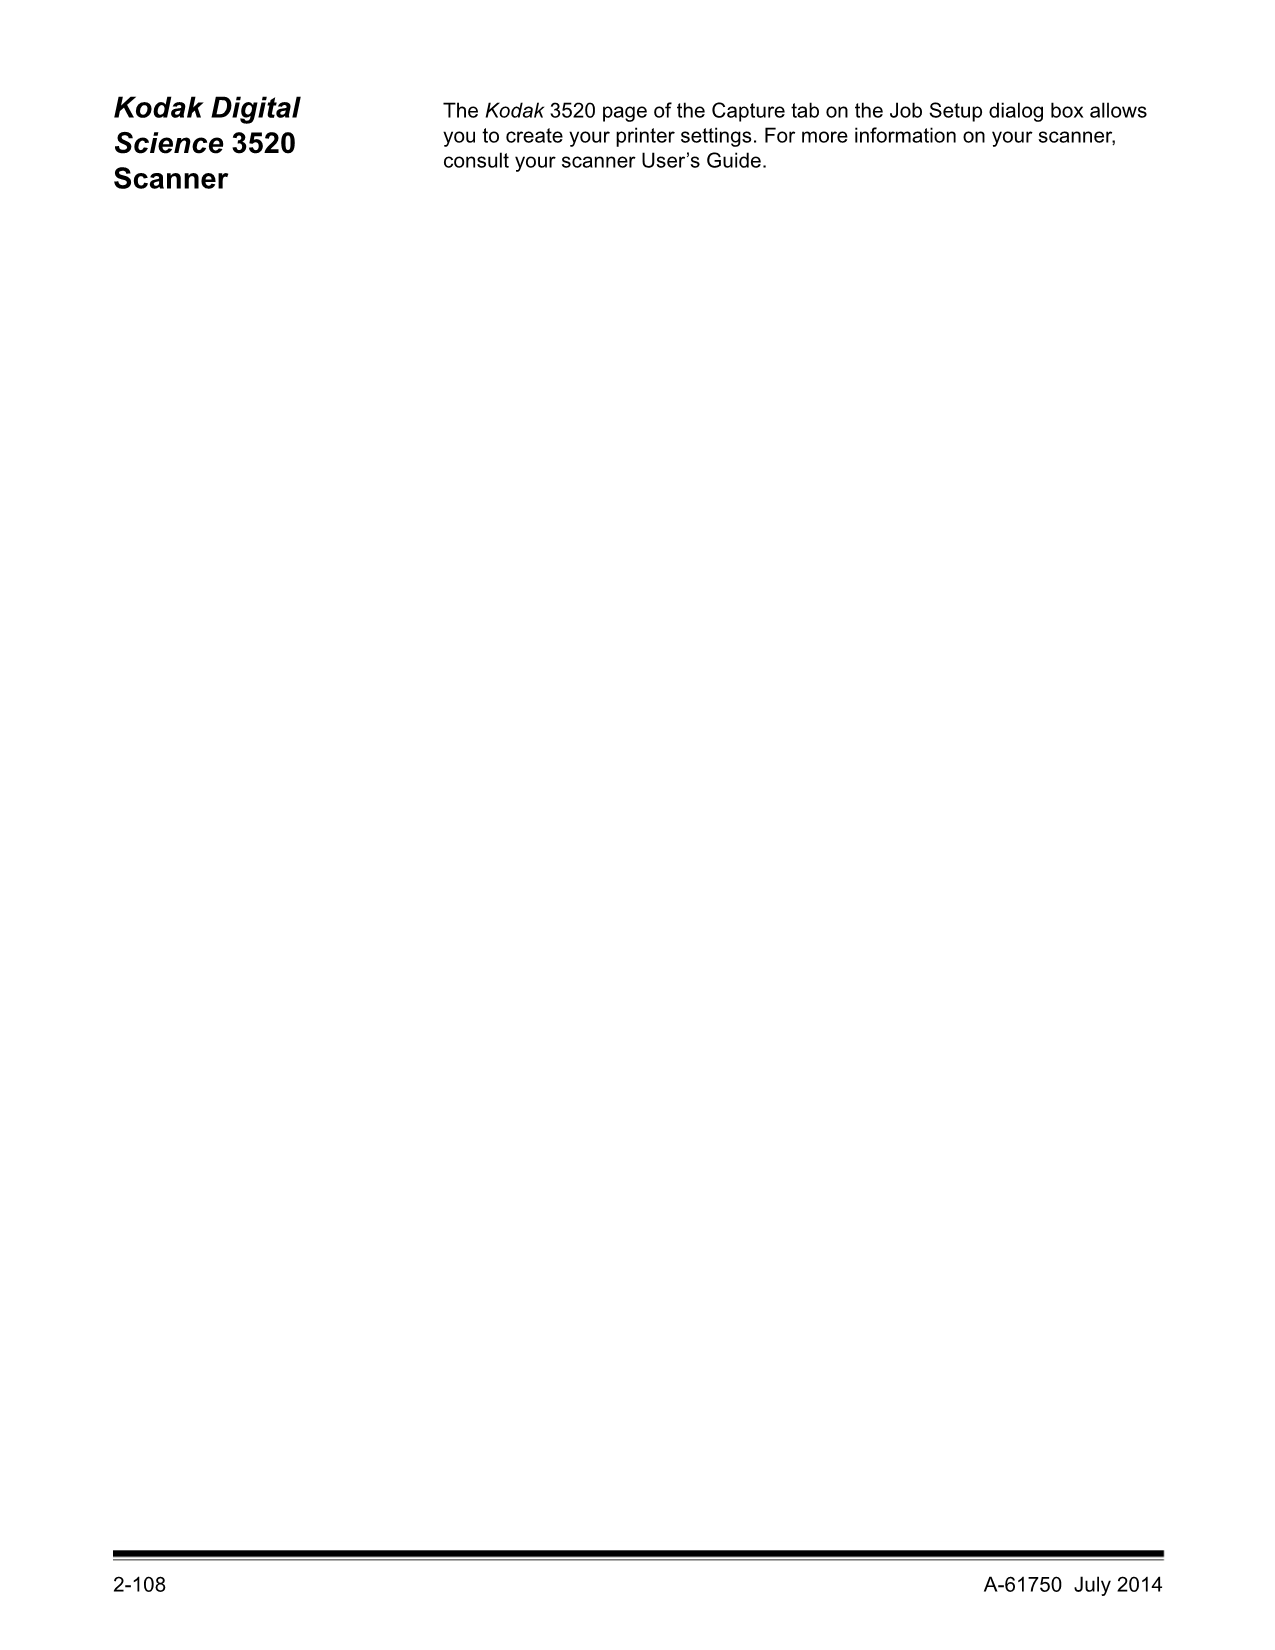 Kodak Digital
Science 3520
Scanner
The Kodak 3520 page of the Capture tab on the Job Setup dialog box allows
you to create your printer settings. For more information on your scanner,
consult your scanner User’s Guide.
2-108
A-61750  July 2014